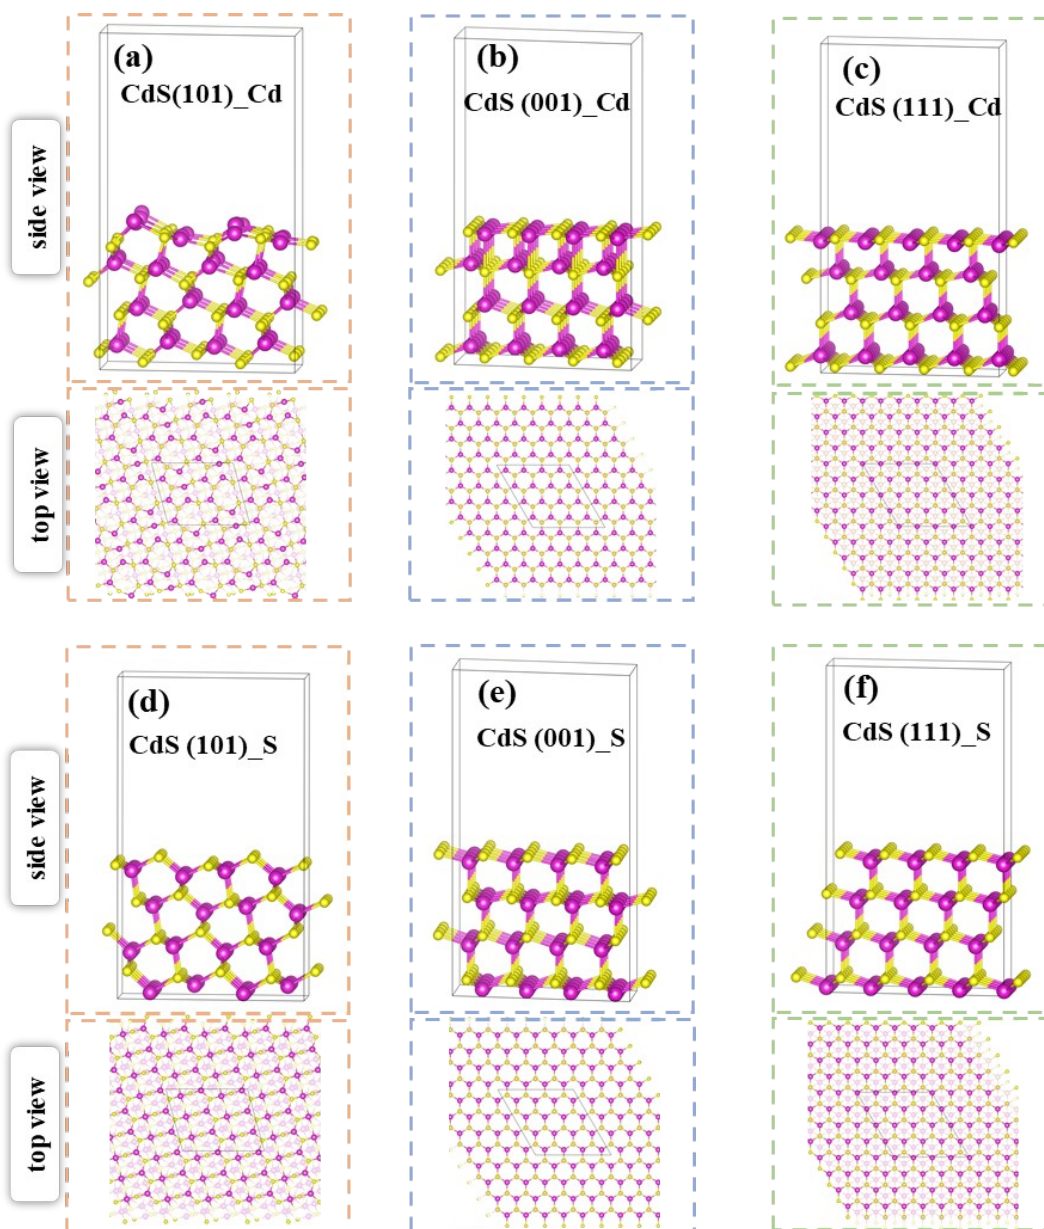 (a)
CdS(101)_Cd
(b)
CdS (001)_Cd
(c)
CdS (111)_Cd
side view
top view
(d)
CdS (101)_S
(e)
CdS (001)_S
(f)
CdS (111)_S
side view
top view